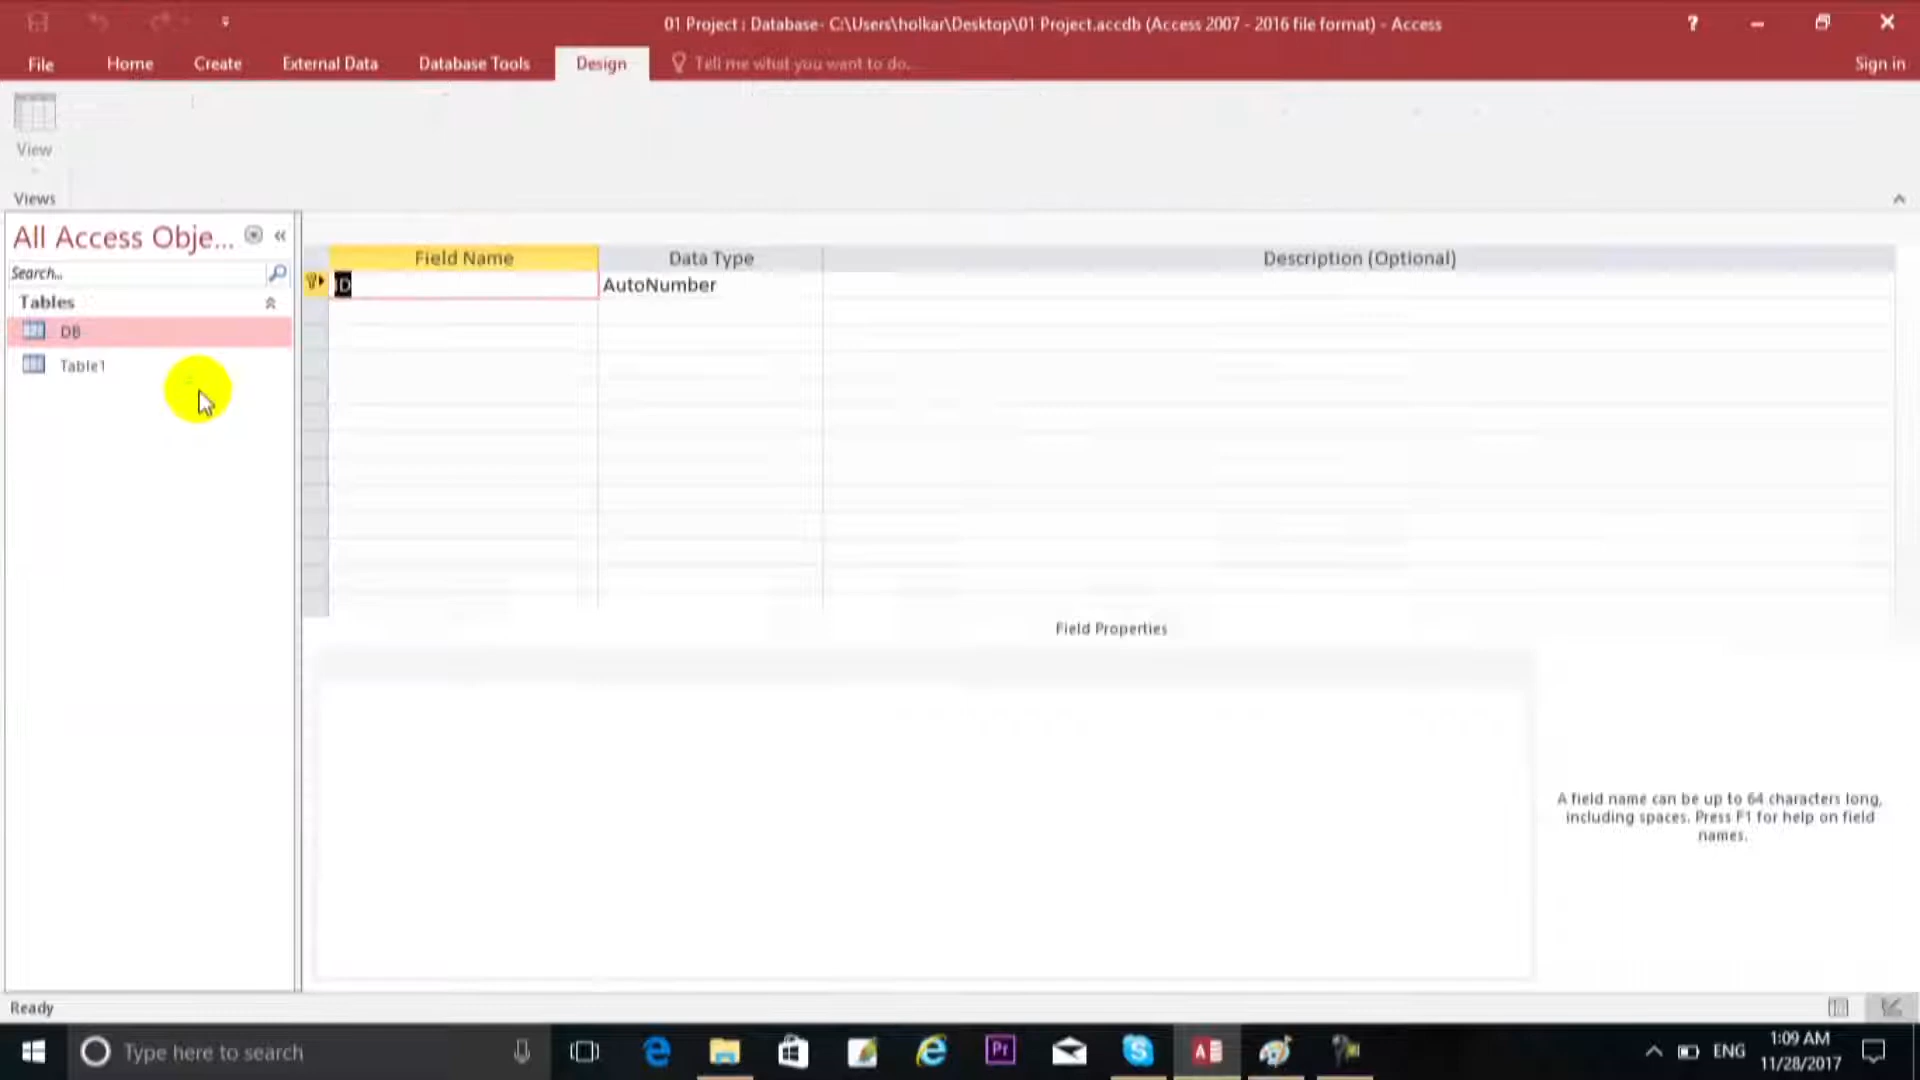 01 Project : Database- C:\Users\holkar\Desktop\01 Project.accdb (Access 2007 - 2016 file format) - Access
?
File Home Create External Data Database Tools Design Tell me what you want to do. Sign in
View
Views
All Access Obje...
Search...
Tables
DB
Table1
Field Name Data Type Description (Optional)
ID AutoNumber
Field Properties
A field name can be up to 64 characters long,
including spaces. Press F1 for help on field
names.
Ready
Type here to search
Pr
ENG
1:09 AM
11/28/2017